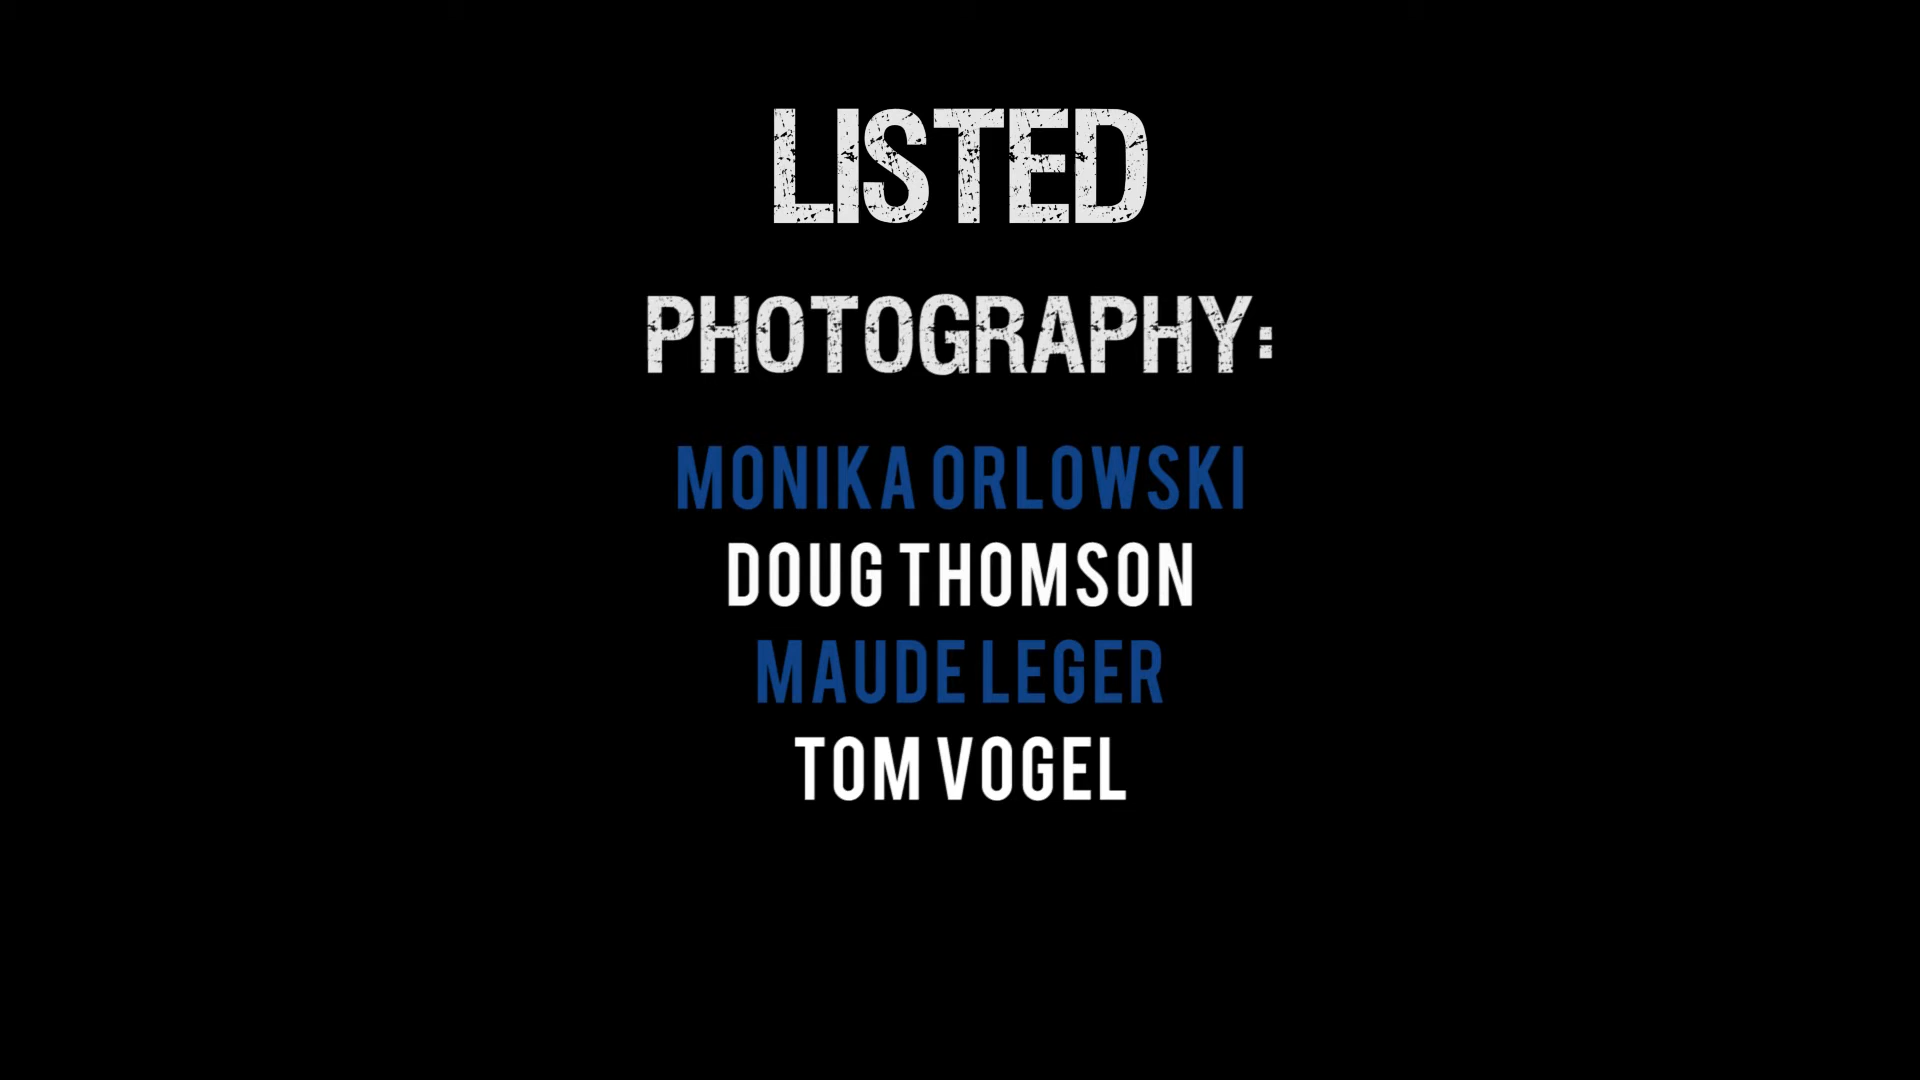 LISTED
PHOTOGRAPHY:
MONIKA ORLOWSKI
DOUG THOMSON
MAUDE LEGER
TOM VOGEL